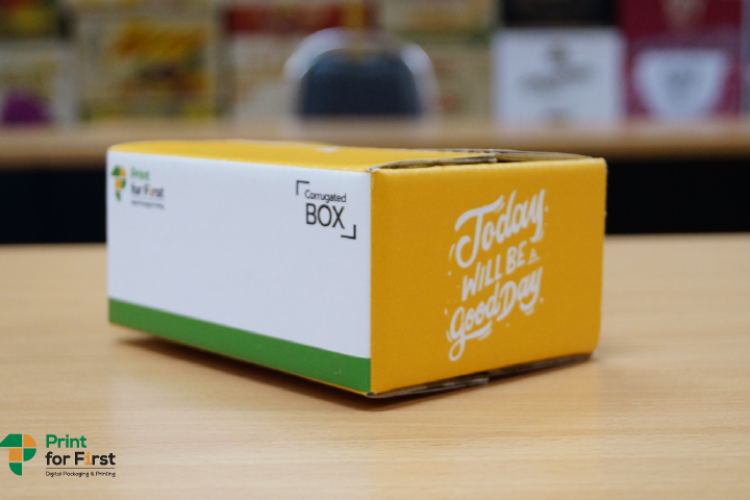 Print
for First
Corrugated
BOX
Today
WILL BE A
Good Day
Print
for First
Digital Packaging & Printing